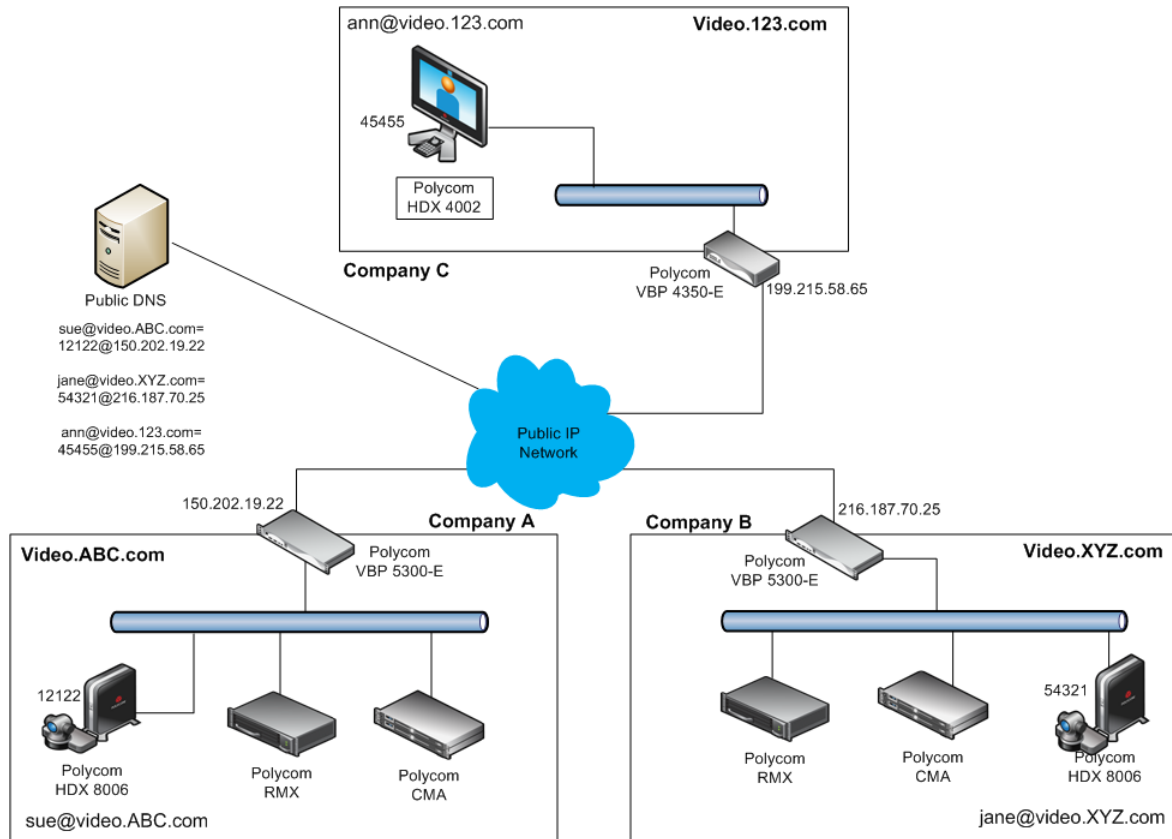 ann@video.123.com
Video.123.com
45455
Polycom
HDX 4002
Company C
Polycom
VBP 4350-E
199.215.58.65
Public DNS
sue@video.ABC.com=
12122@150.202.19.22
jane@video.XYZ.com=
54321@216.187.70.25
ann@video.123.com=
45455@199.215.58.65
Public IP
Network
150.202.19.22
Company A
Video.ABC.com
Polycom
VBP 5300-E
12122
Polycom
HDX 8006
Polycom
RMX
Polycom
CMA
sue@video.ABC.com
216.187.70.25
Company B
Video.XYZ.com
Polycom
VBP 5300-E
54321
Polycom
RMX
Polycom
CMA
Polycom
HDX 8006
jane@video.XYZ.com